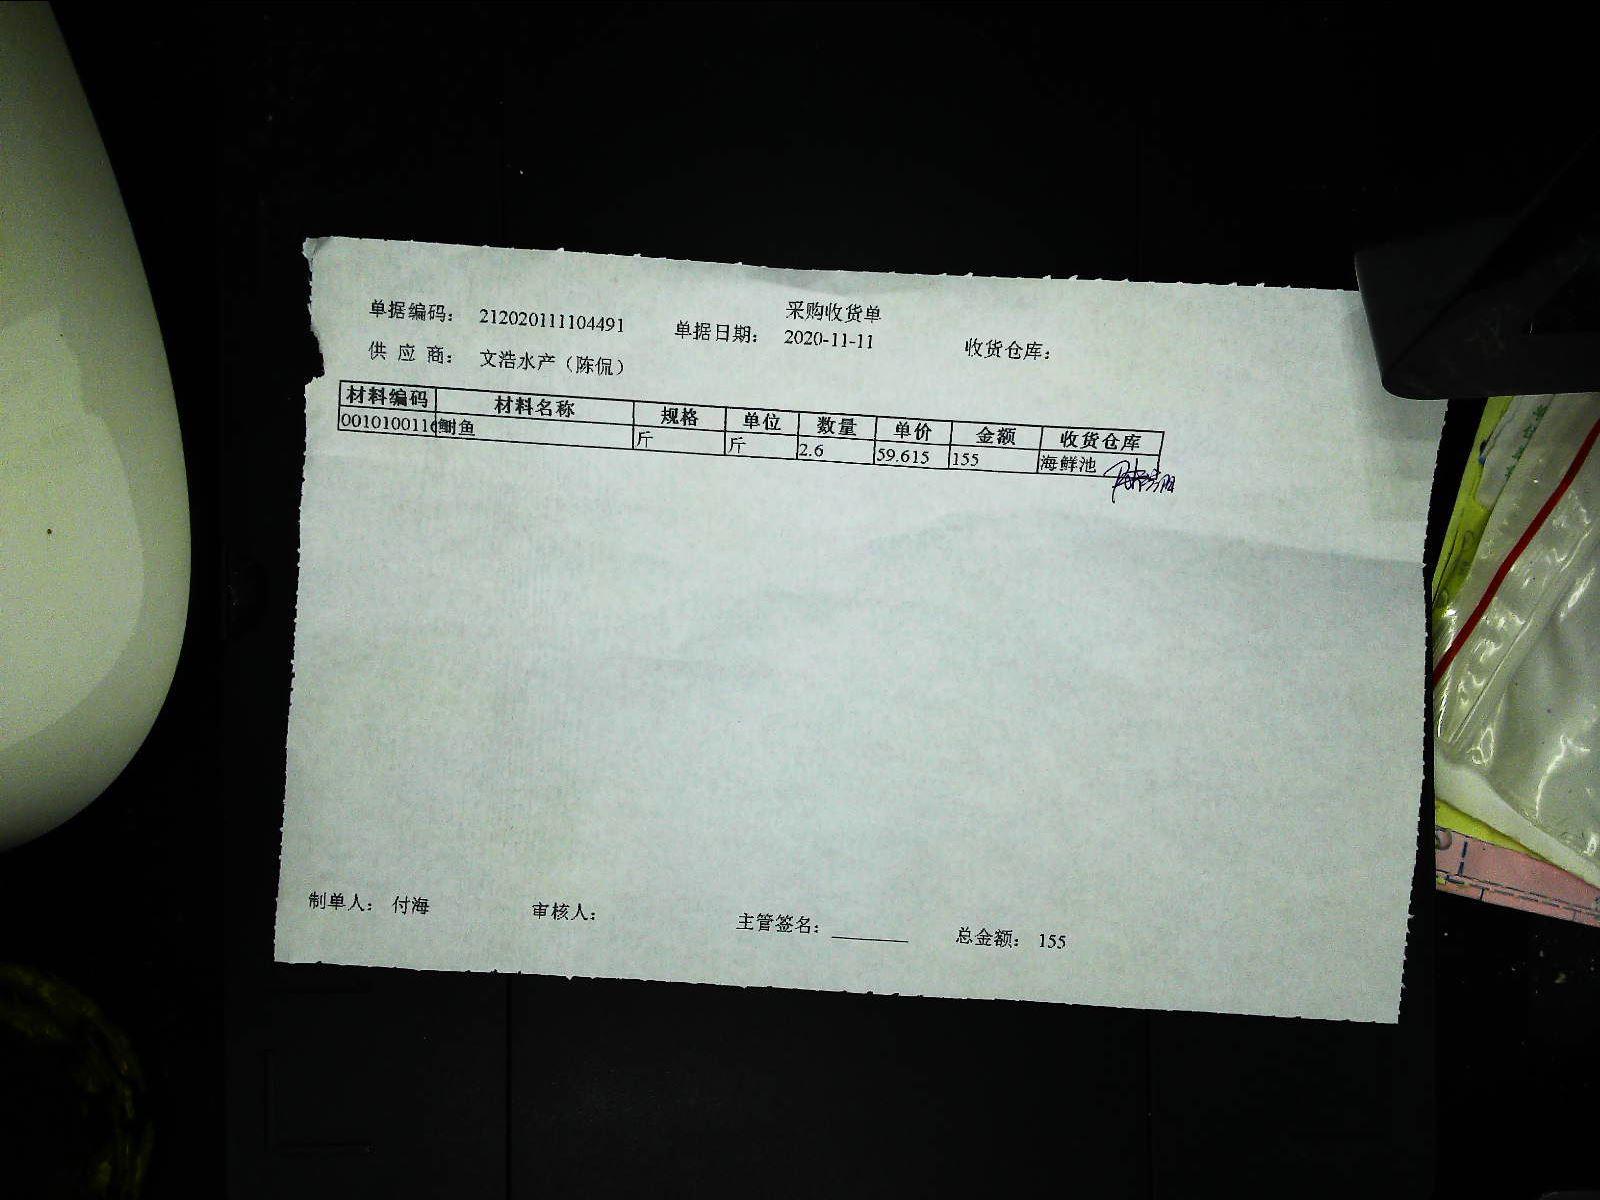 采购收货单
单据编码： 212020111104491 单据日期： 2020-11-11 收货仓库：
供 应 商： 文浩水产（陈侃）
材料编码 材料名称 规格 单位 数量 单价 金额 收货仓库
0010100116 鲥鱼 斤 斤 2.6 59.615 155 海鲜池
制单人： 付海 审核人： 主管签名： 总金额： 155